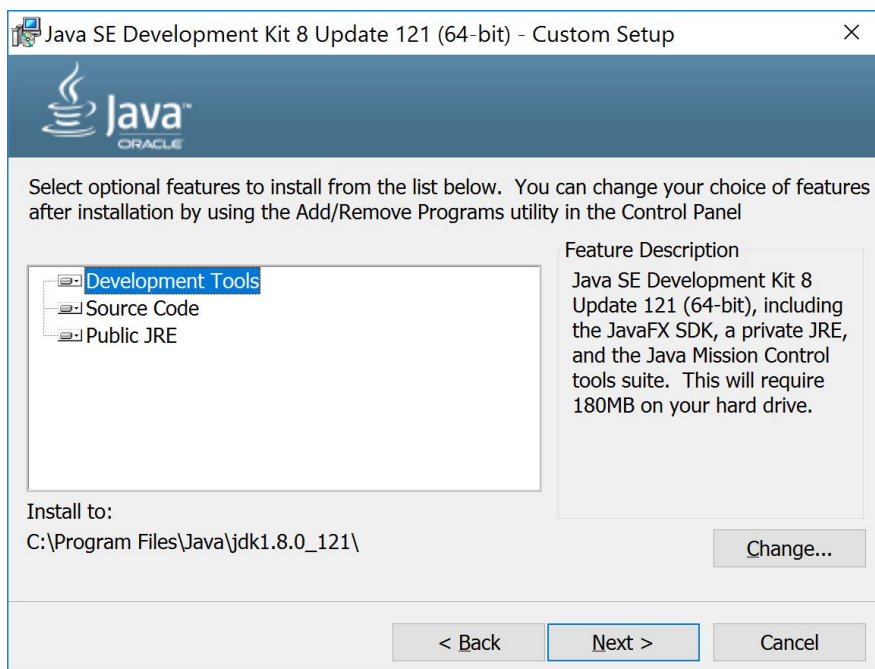 Java SE Development Kit 8 Update 121 (64-bit) - Custom Setup
Java™
ORACLE
Select optional features to install from the list below.  You can change your choice of features
after installation by using the Add/Remove Programs utility in the Control Panel
Development Tools
Source Code
Public JRE
Feature Description
Java SE Development Kit 8
Update 121 (64-bit), including
the JavaFX SDK, a private JRE,
and the Java Mission Control
tools suite.  This will require
180MB on your hard drive.
Install to:
C:\Program Files\Java\jdk1.8.0_121\
Change...
< Back
Next >
Cancel